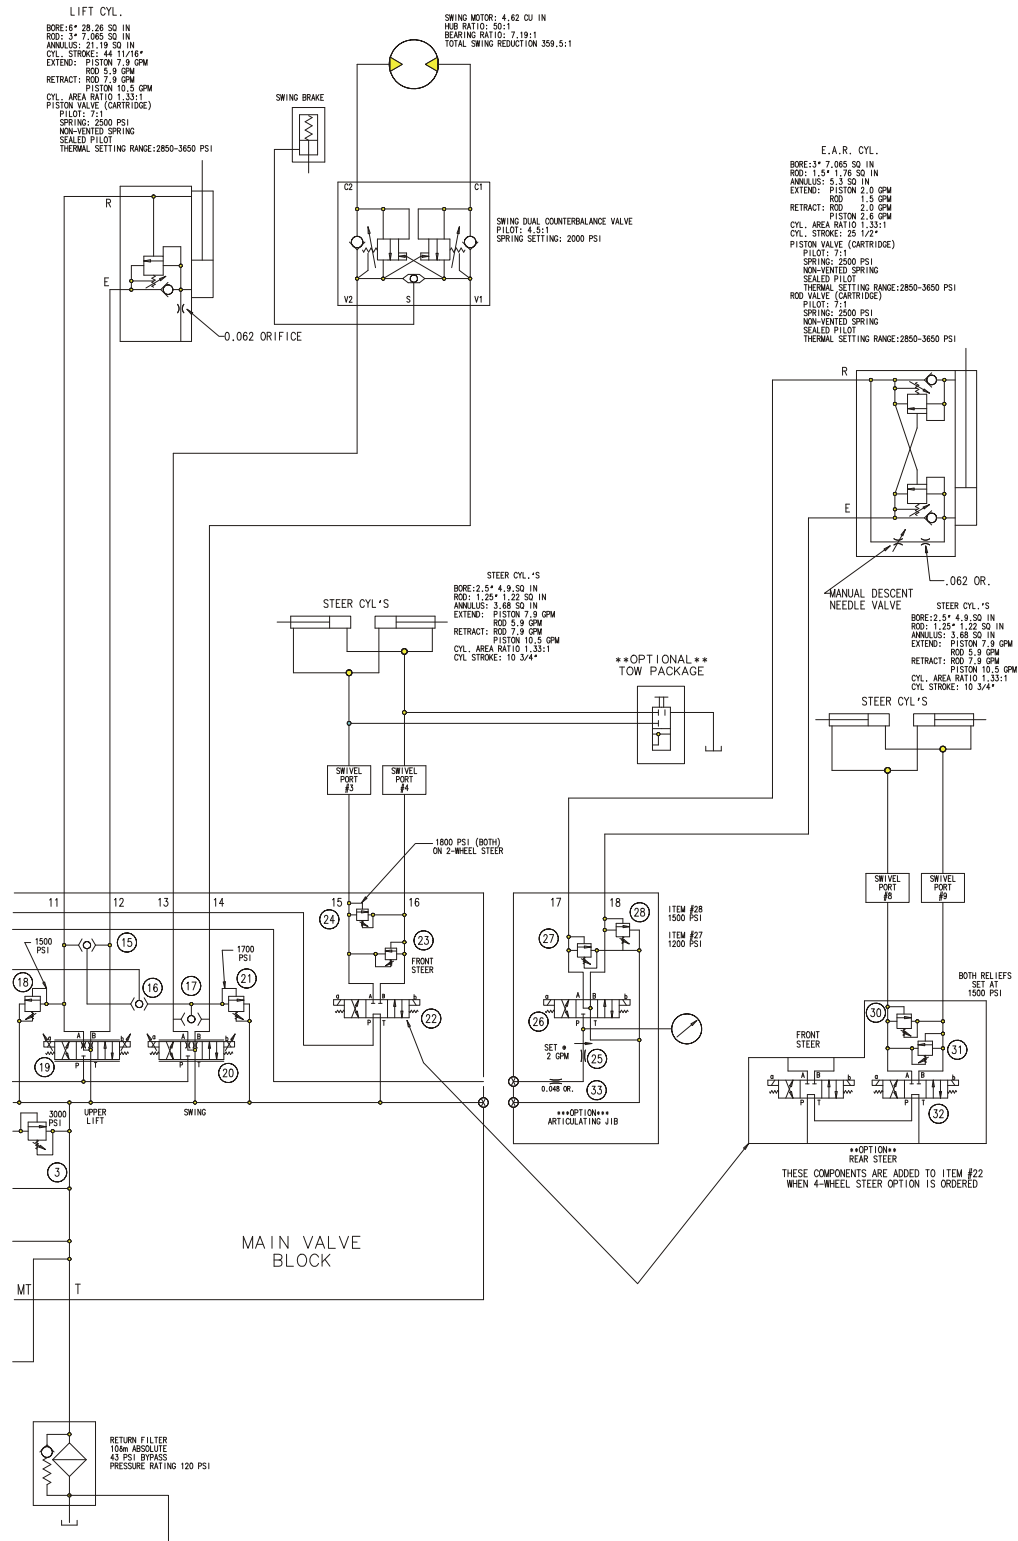 LIFT CYL.
BORE:6" 28.26 SQ IN
ROD: 3" 7.065 SQ IN
ANNULUS: 21.19 SQ IN
CYL. STROKE: 44 11/16"
EXTEND: PISTON 7.9 GPM
ROD 5.9 GPM
RETRACT: ROD 7.9 GPM
PISTON 10.5 GPM
CYL. AREA RATIO 1.33:1
PISTON VALVE (CARTRIDGE)
PILOT: 7:1
SPRING: 2500 PSI
NON-VENTED SPRING
SEALED PILOT
THERMAL SETTING RANGE:2850-3650 PSI
SWING MOTOR: 4.62 CU IN
HUB RATIO: 50:1
BEARING RATIO: 7.19:1
TOTAL SWING REDUCTION 359.5:1
SWING BRAKE
C2
C1
SWING DUAL COUNTERBALANCE VALVE
PILOT: 4.5:1
SPRING SETTING: 2000 PSI
V2
S
V1
R
E
0.062 ORIFICE
E.A.R. CYL.
BORE:3" 7.065 SQ IN
ROD: 1.5" 1.76 SQ IN
ANNULUS: 5.3 SQ IN
EXTEND: PISTON 2.0 GPM
ROD 1.5 GPM
RETRACT: ROD 2.0 GPM
PISTON 2.6 GPM
CYL. AREA RATIO 1.33:1
CYL. STROKE: 25 1/2"
PISTON VALVE (CARTRIDGE)
PILOT: 7:1
SPRING: 2500 PSI
NON-VENTED SPRING
SEALED PILOT
THERMAL SETTING RANGE:2850-3650 PSI
ROD VALVE (CARTRIDGE)
PILOT: 7:1
SPRING: 2500 PSI
NON-VENTED SPRING
SEALED PILOT
THERMAL SETTING RANGE:2850-3650 PSI
R
E
.062 OR.
MANUAL DESCENT
NEEDLE VALVE
STEER CYL.'S
BORE:2.5" 4.9.SQ IN
ROD: 1.25" 1.22 SQ IN
ANNULUS: 3.68 SQ IN
EXTEND: PISTON 7.9 GPM
ROD 5.9 GPM
RETRACT: ROD 7.9 GPM
PISTON 10.5 GPM
CYL. AREA RATIO 1.33:1
CYL STROKE: 10 3/4"
STEER CYL'S
**OPTIONAL**
TOW PACKAGE
STEER CYL.'S
BORE:2.5" 4.9.SQ IN
ROD: 1.25" 1.22 SQ IN
ANNULUS: 3.68 SQ IN
EXTEND: PISTON 7.9 GPM
ROD 5.9 GPM
RETRACT: ROD 7.9 GPM
PISTON 10.5 GPM
CYL. AREA RATIO 1.33:1
CYL STROKE: 10 3/4"
STEER CYL'S
SWIVEL
PORT
#3
SWIVEL
PORT
#4
1800 PSI (BOTH)
ON 2-WHEEL STEER
SWIVEL
PORT
#8
SWIVEL
PORT
#9
11
12
13
14
15
16
17
18
1500
PSI
15
1700
PSI
24
23
FRONT
STEER
18
16
17
21
A
B
a
b
P
T
19
A
B
a
b
P
T
20
A
B
a
b
P
T
22
27
28
ITEM #28
1500 PSI
ITEM #27
1200 PSI
A
B
a
b
P
T
26
SET @
2 GPM
25
0.048 OR.
33
***OPTION***
ARTICULATING JIB
BOTH RELIEFS
SET AT
1500 PSI
30
31
FRONT
STEER
A
B
a
b
P
T
A
B
a
b
P
T
32
**OPTION**
REAR STEER
THESE COMPONENTS ARE ADDED TO ITEM #22
WHEN 4-WHEEL STEER OPTION IS ORDERED
3000
PSI
UPPER
LIFT
SWING
3
MAIN VALVE
BLOCK
MT
T
RETURN FILTER
10ôm ABSOLUTE
43 PSI BYPASS
PRESSURE RATING 120 PSI